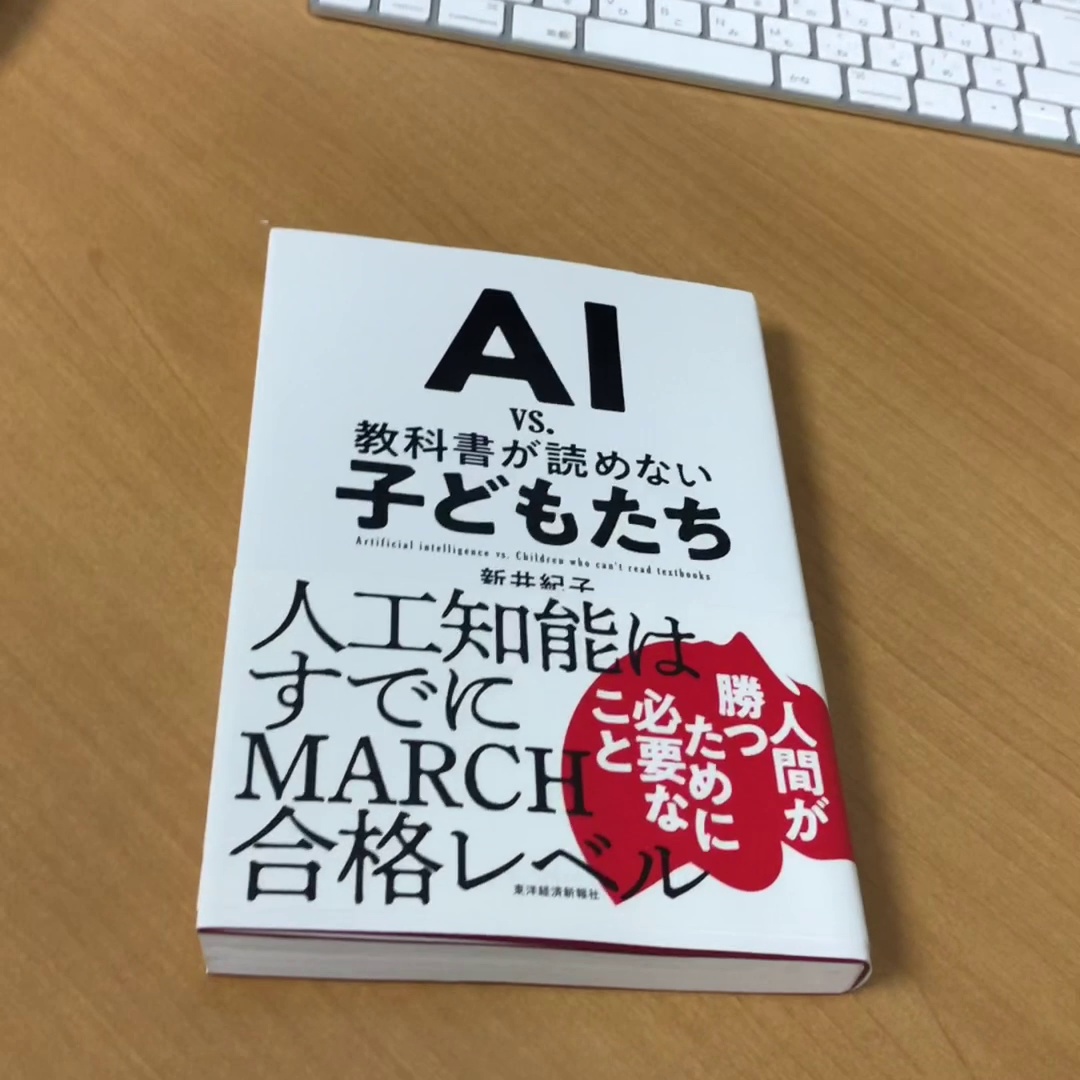 AI
vs.
教科書が読めない
子どもたち
Artificial intelligence vs. Children who can't read textbooks
新井紀子
人工知能は
すでに
MARCH
合格レベル
人間が
勝つ
ために
必要な
こと
東洋経済新報社
かな